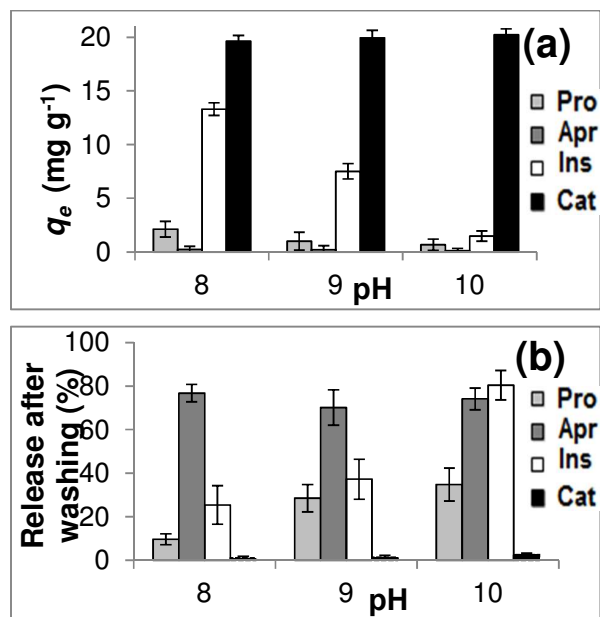 (a)
20
15
10
5
0
qe (mg g-1)
Pro
Apr
Ins
Cat
8 9 pH 10
(b)
100
80
60
40
20
0
Release after
washing (%)
Pro
Apr
Ins
Cat
8 9 pH 10